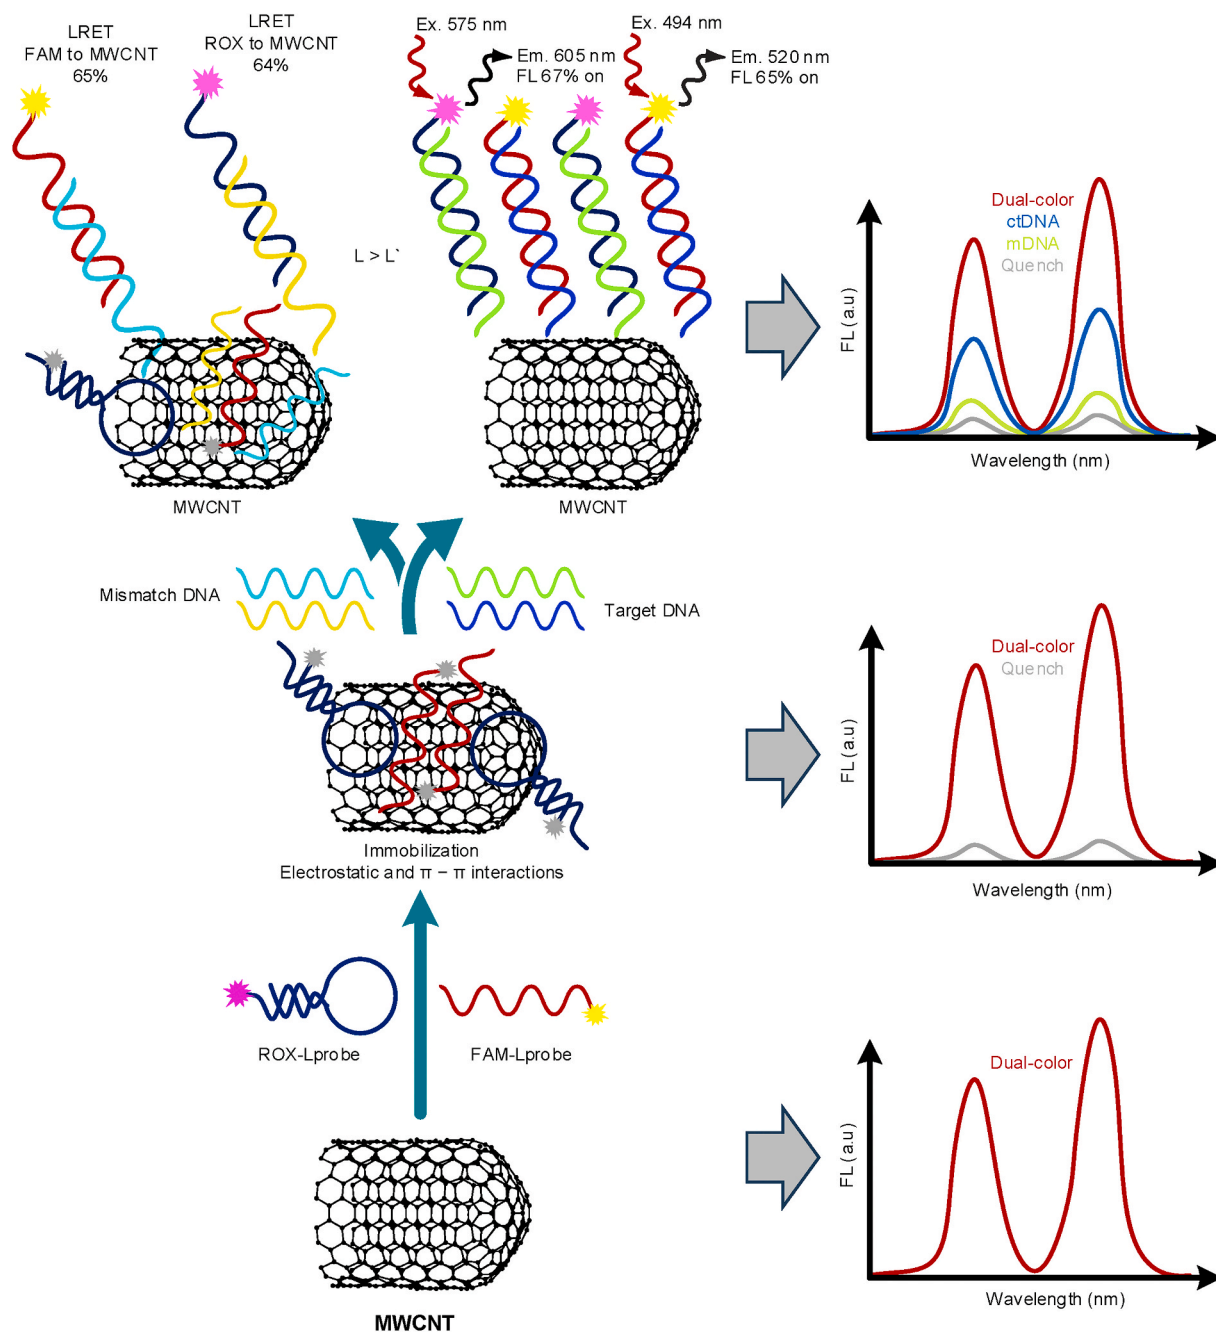 LRET
FAM to MWCNT
65%
LRET
ROX to MWCNT
64%
Ex. 575 nm
Em. 605 nm
FL 67% on
Ex. 494 nm
Em. 520 nm
FL 65% on
L > L`
MWCNT
MWCNT
Dual-color
ctDNA
mDNA
Quench
FL (a.u)
Wavelength (nm)
Mismatch DNA
Target DNA
Immobilization
Electrostatic and π – π interactions
Dual-color
Quench
FL (a.u)
Wavelength (nm)
ROX-Lprobe
FAM-Lprobe
MWCNT
Dual-color
FL (a.u)
Wavelength (nm)